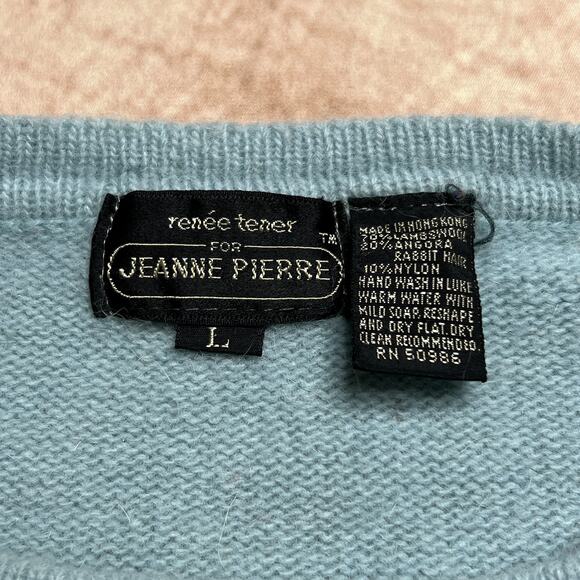 renée tener
FOR
TM
JEANNE PIERRE
L
MADE IN HONG KONG
70% LAMBSWOOL
20% ANGORA
RABBIT HAIR
10% NYLON
HAND WASH IN LUKE
WARM WATER WITH
MILD SOAP. RESHAPE
AND DRY FLAT. DRY
CLEAN RECOMMENDED.
RN 50986